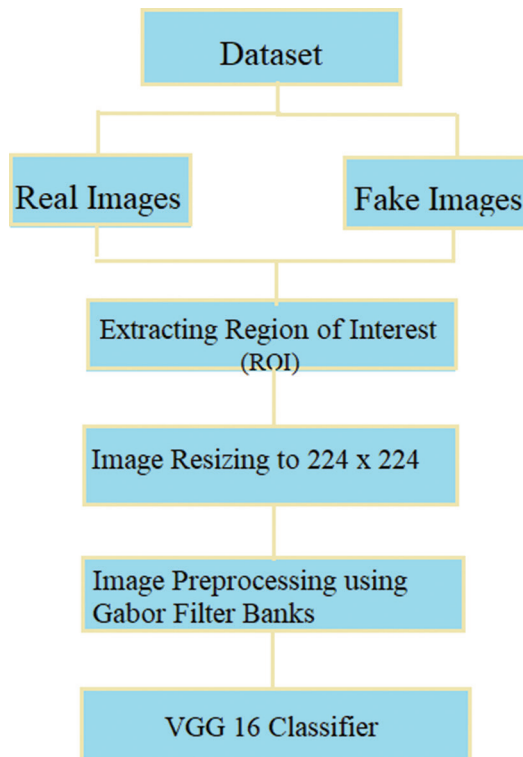 Dataset
Real Images
Fake Images
Extracting Region of Interest
(ROI)
Image Resizing to 224 x 224
Image Preprocessing using
Gabor Filter Banks
VGG 16 Classifier